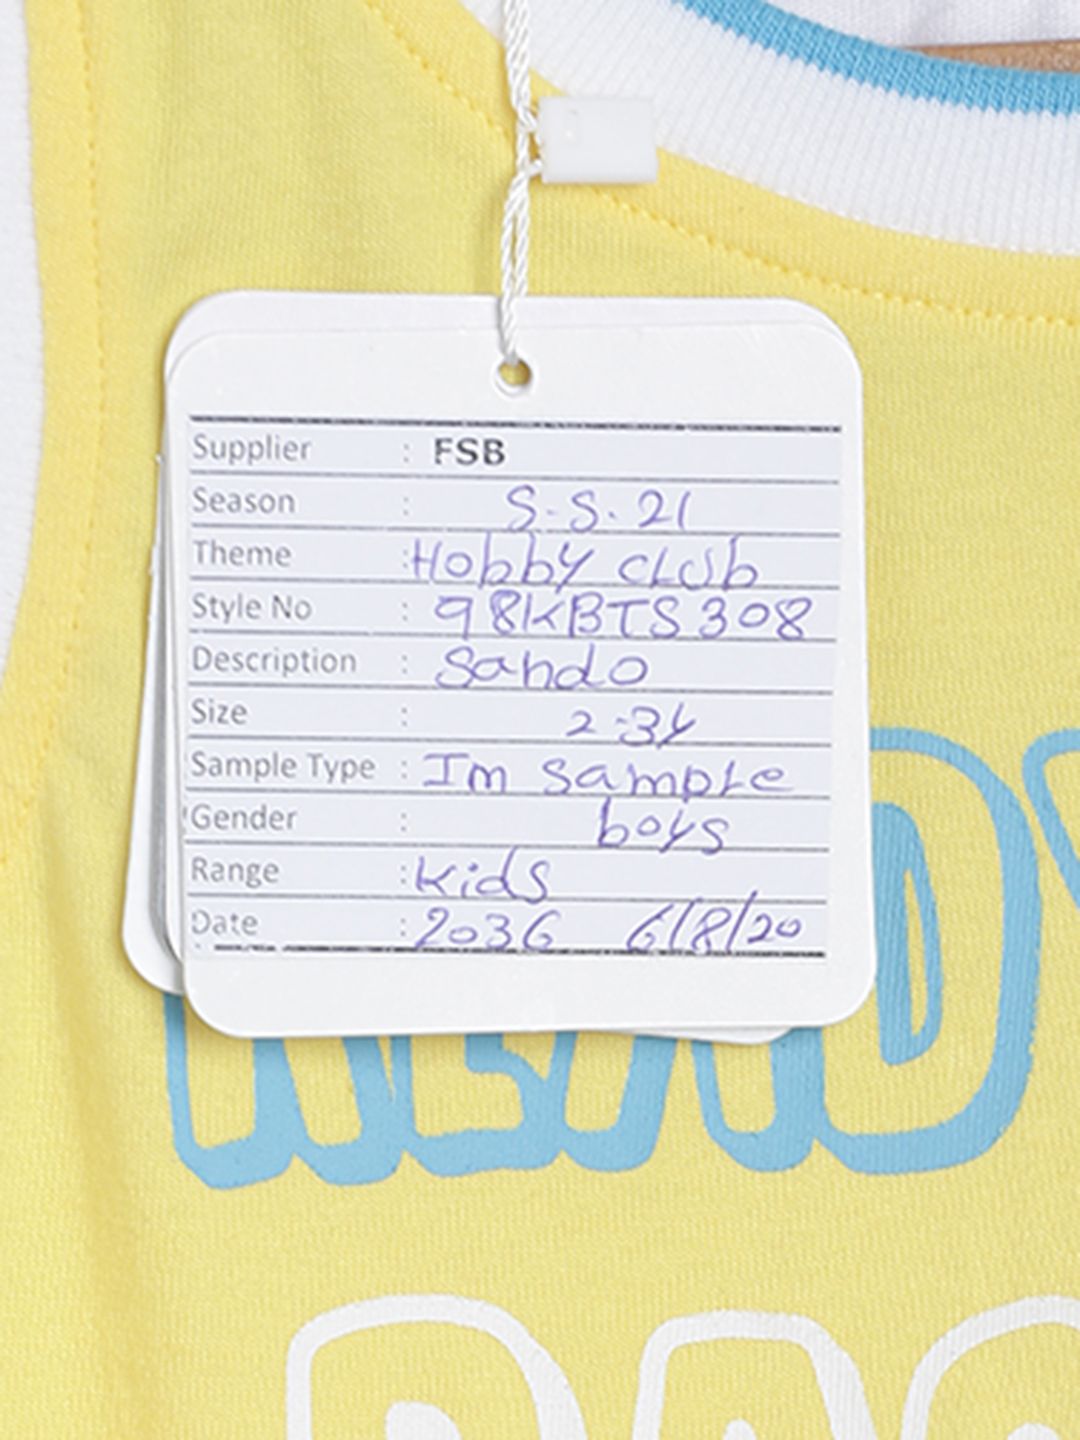 Supplier : FSB
Season : S.S. 21
Theme : Hobby club
Style No : 98KBTS308
Description : Sando
Size : 2-3y
Sample Type : Im sample
Gender : boys
Range : kids
Date : 2036 6/8/20
READY